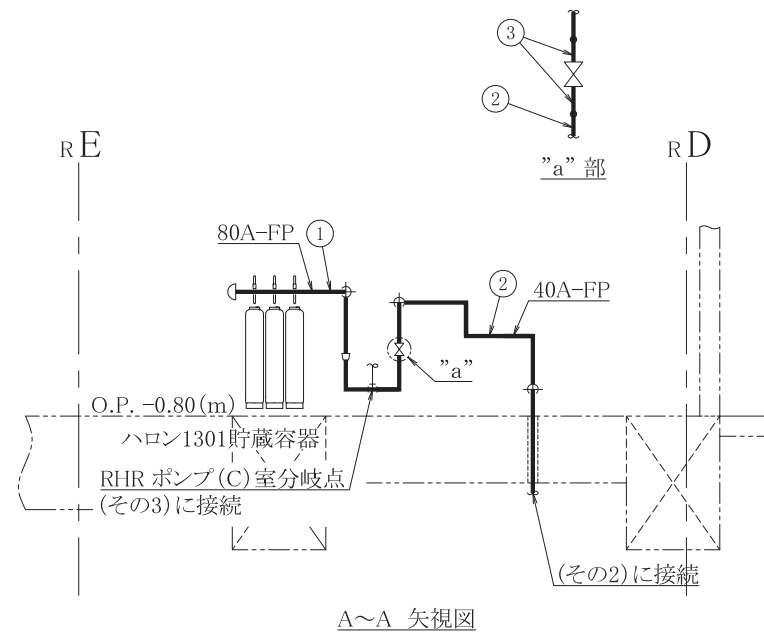 ③
②
"a" 部
R E
R D
80A-FP
①
②
40A-FP
"a"
O.P. -0.80(m)
ハロン1301貯蔵容器
RHR ポンプ(C)室分岐点
(その3)に接続
(その2)に接続
A～A 矢視図